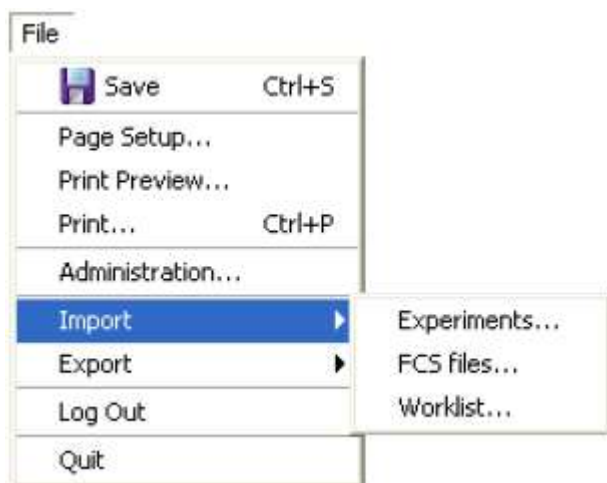 File
Save Ctrl+S
Page Setup...
Print Preview...
Print... Ctrl+P
Administration...
Import Experiments...
Export FCS files...
Log Out Worklist...
Quit